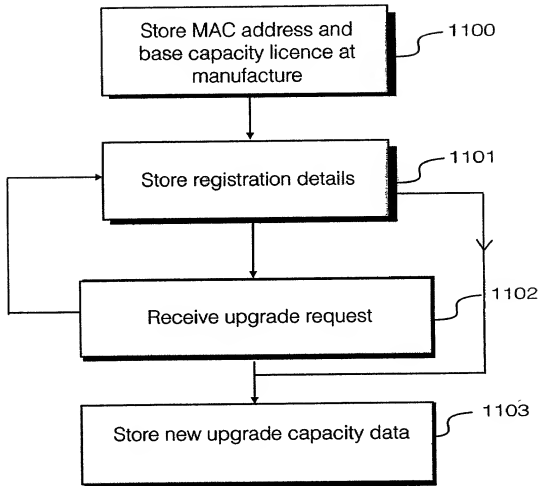 Store MAC address and
base capacity licence at
manufacture
1100
Store registration details
1101
Receive upgrade request
1102
Store new upgrade capacity data
1103